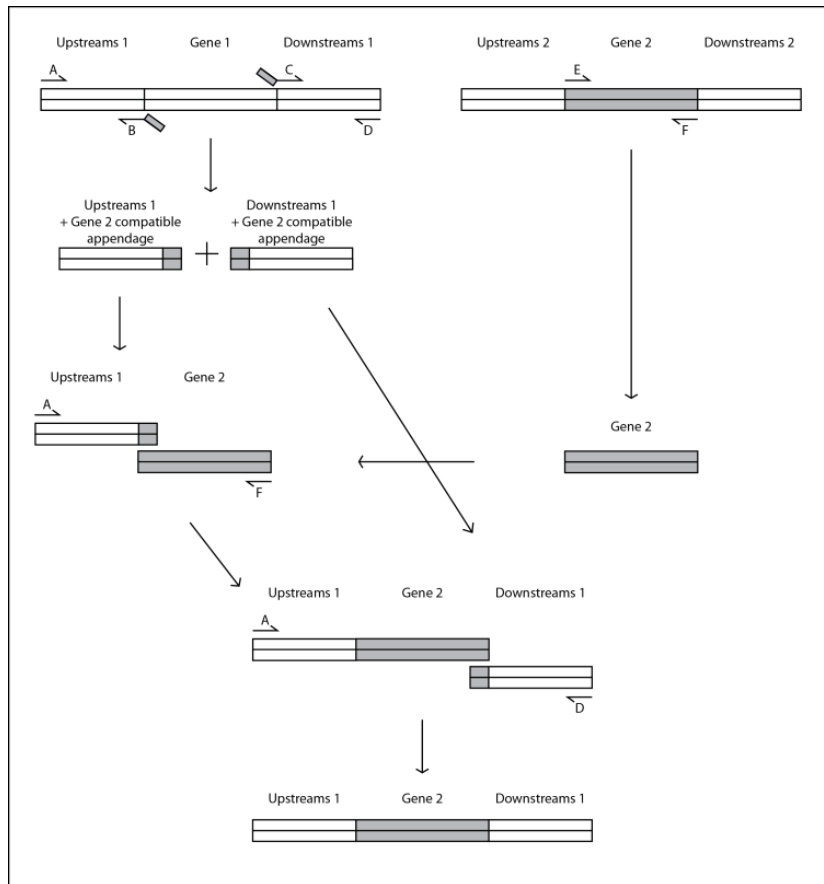 Upstreams 1 Gene 1 Downstreams 1
Upstreams 2 Gene 2 Downstreams 2
A
C
B
D
E
F
Upstreams 1
+ Gene 2 compatible
appendage
+
Downstreams 1
+ Gene 2 compatible
appendage
Upstreams 1 Gene 2
A
F
Gene 2
Upstreams 1 Gene 2 Downstreams 1
A
D
Upstreams 1 Gene 2 Downstreams 1